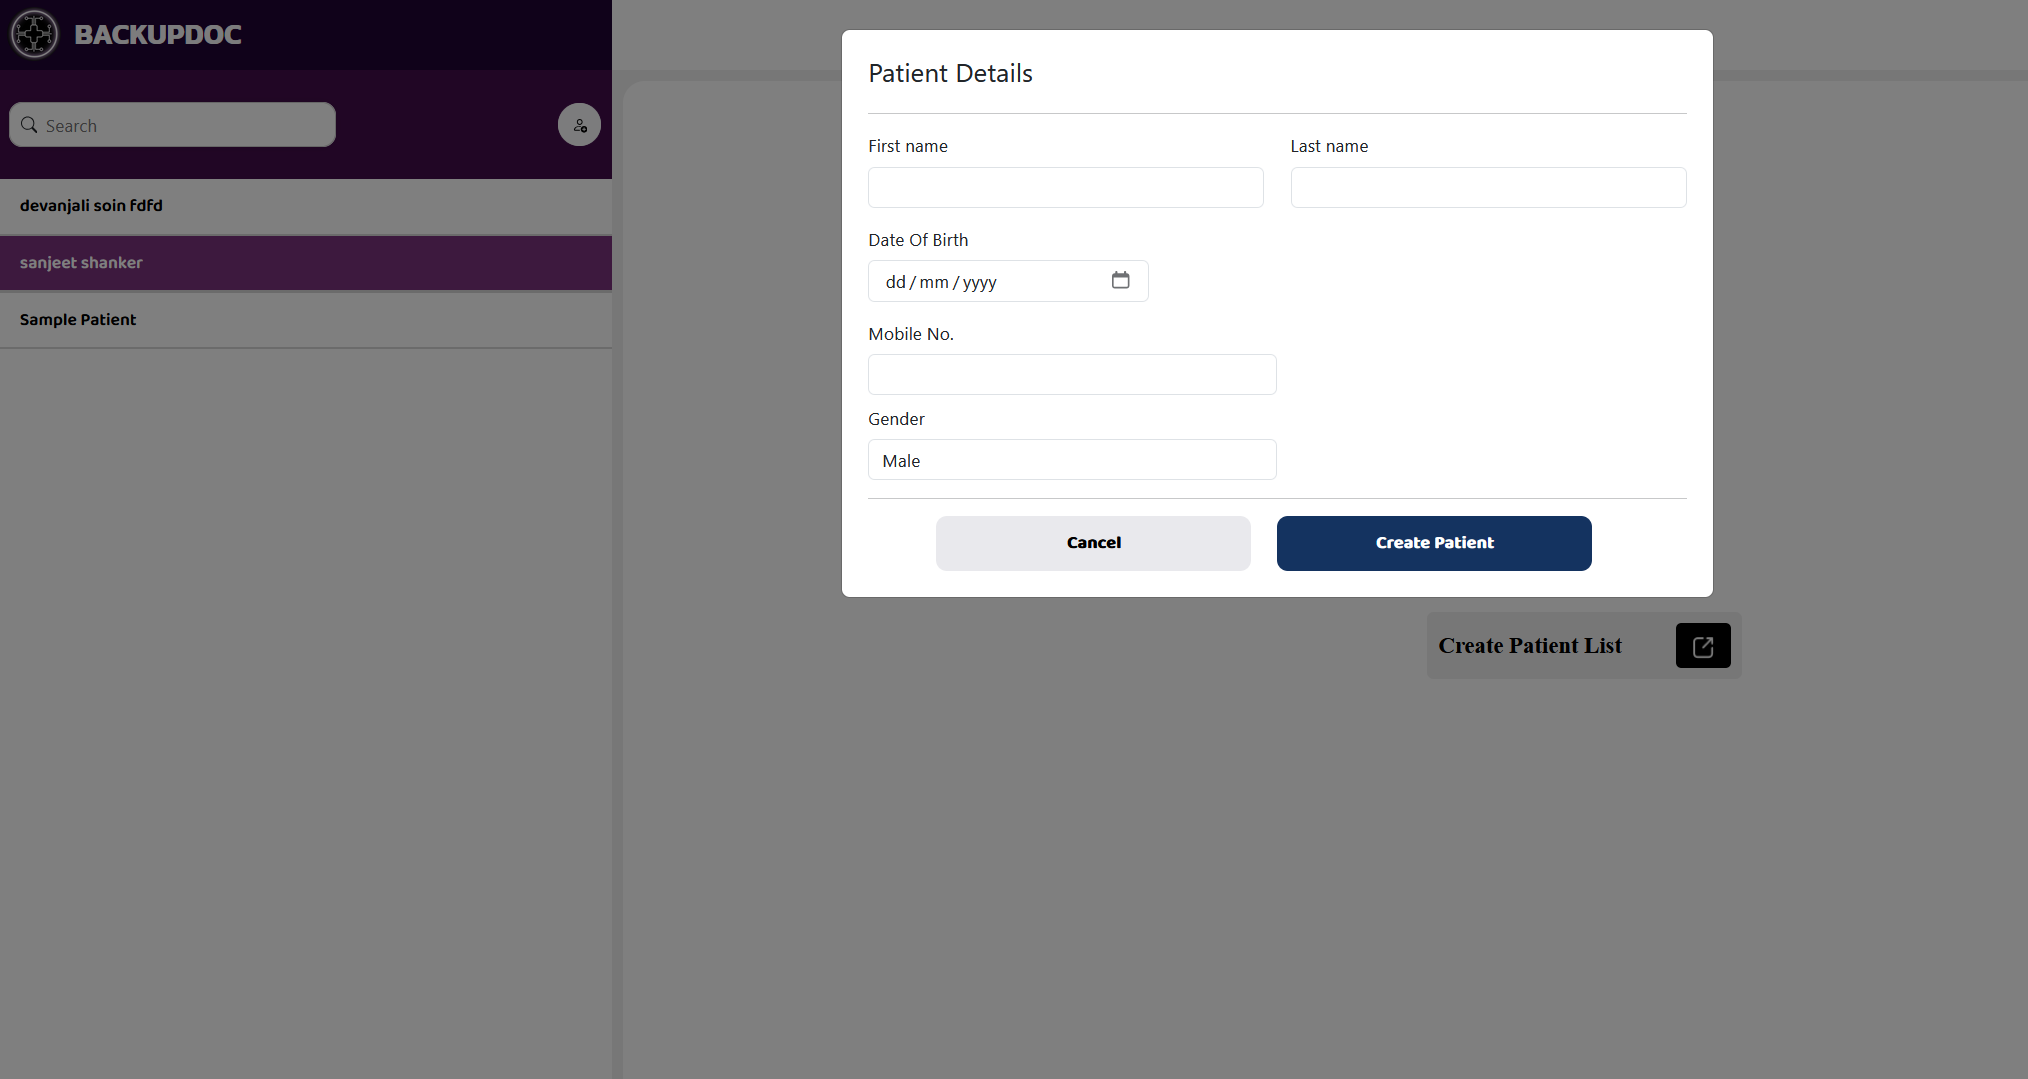 BACKUPDOC
Search
devanjali soin fdfd
sanjeet shanker
Sample Patient
Patient Details
First name
Last name
Date Of Birth
dd/mm/yyyy
Mobile No.
Gender
Male
Cancel
Create Patient
Create Patient List